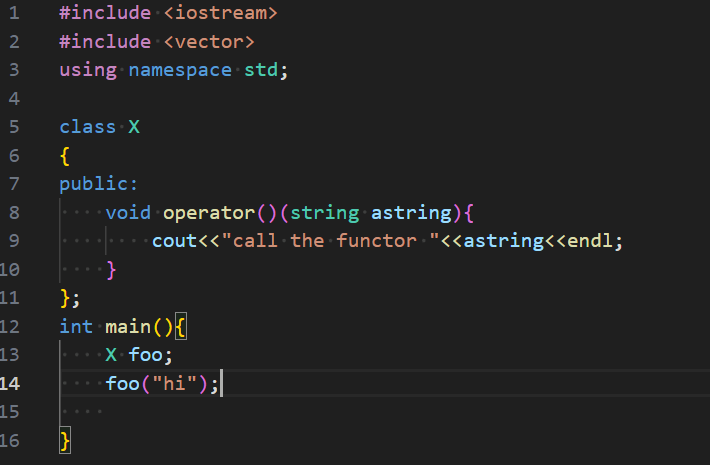 1 #include <iostream>
2 #include <vector>
3 using namespace std;
4
5 class X
6 {
7 public:
8     void operator()(string astring){
9         cout<<"call the functor "<<astring<<endl;
10     }
11 };
12 int main(){
13     X foo;
14     foo("hi");
15
16 }